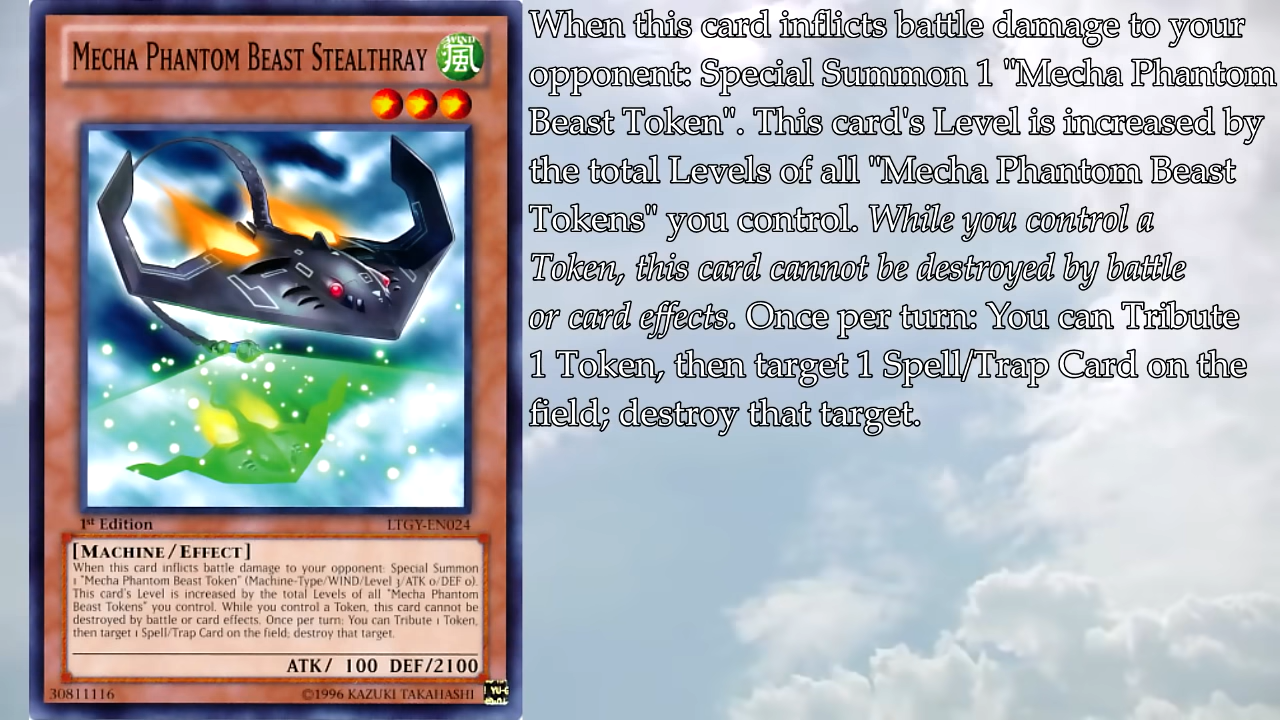 MECHA PHANTOM BEAST STEALTHRAY
WIND
風
1st Edition
LTGY-EN024
[MACHINE/EFFECT]
When this card inflicts battle damage to your opponent: Special Summon
1 "Mecha Phantom Beast Token" (Machine-Type/WIND/Level 3/ATK 0/DEF 0).
This card's Level is increased by the total Levels of all "Mecha Phantom
Beast Tokens" you control. While you control a Token, this card cannot be
destroyed by battle or card effects. Once per turn: You can Tribute 1 Token,
then target 1 Spell/Trap Card on the field; destroy that target.
ATK/ 100 DEF/2100
30811116
©1996 KAZUKI TAKAHASHI
When this card inflicts battle damage to your
opponent: Special Summon 1 "Mecha Phantom
Beast Token". This card's Level is increased by
the total Levels of all "Mecha Phantom Beast
Tokens" you control. While you control a
Token, this card cannot be destroyed by battle
or card effects. Once per turn: You can Tribute
1 Token, then target 1 Spell/Trap Card on the
field; destroy that target.